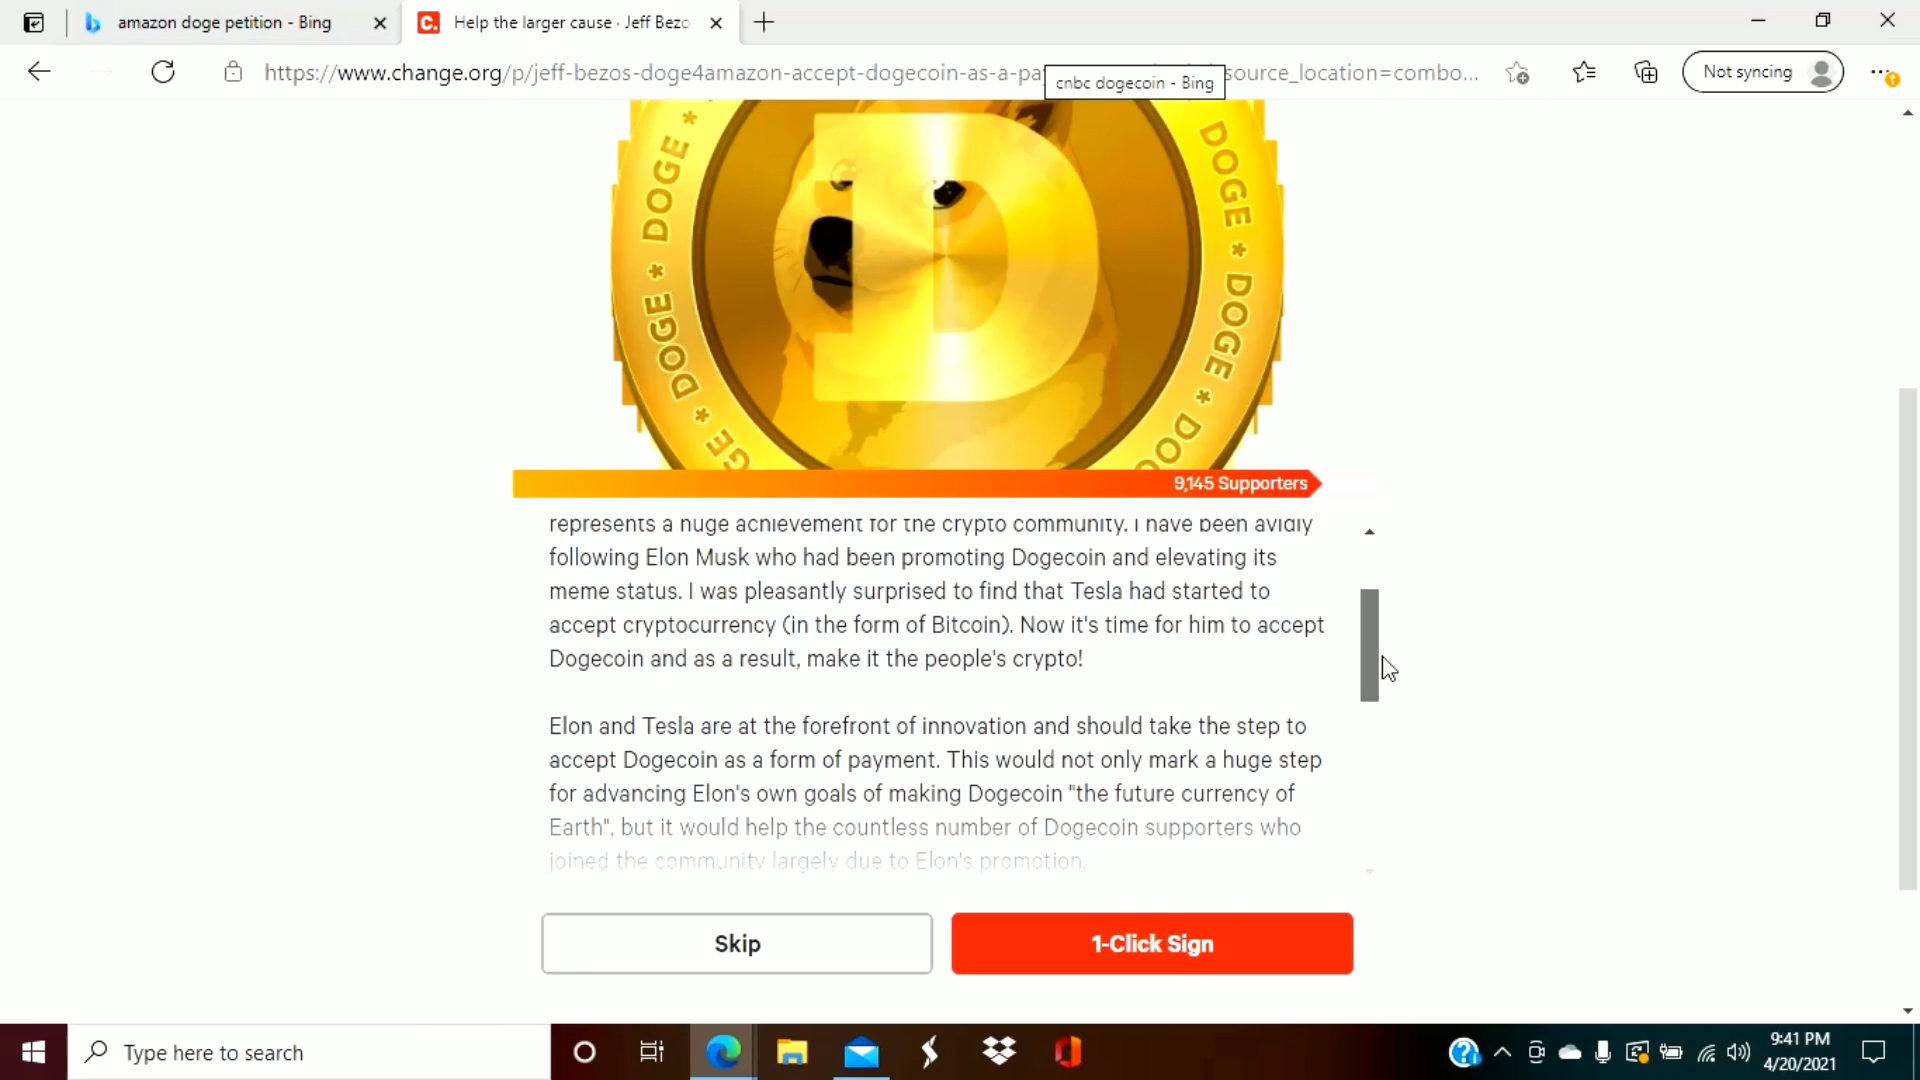 amazon doge petition - Bing
Help the larger cause · Jeff Bezo
https://www.change.org/p/jeff-bezos-doge4amazon-accept-dogecoin-as-a-pa
source_location=combo...
Not syncing
cnbc dogecoin - Bing
DOGE * DOGE * DOGE
DOGE * DOGE * DOGE
D
9,145 Supporters
represents a huge achievement for the crypto community. I have been avidly
following Elon Musk who had been promoting Dogecoin and elevating its
meme status. I was pleasantly surprised to find that Tesla had started to
accept cryptocurrency (in the form of Bitcoin). Now it's time for him to accept
Dogecoin and as a result, make it the people's crypto!
Elon and Tesla are at the forefront of innovation and should take the step to
accept Dogecoin as a form of payment. This would not only mark a huge step
for advancing Elon's own goals of making Dogecoin "the future currency of
Earth", but it would help the countless number of Dogecoin supporters who
joined the community largely due to Elon's promotion.
Skip
1-Click Sign
Type here to search
9:41 PM
4/20/2021